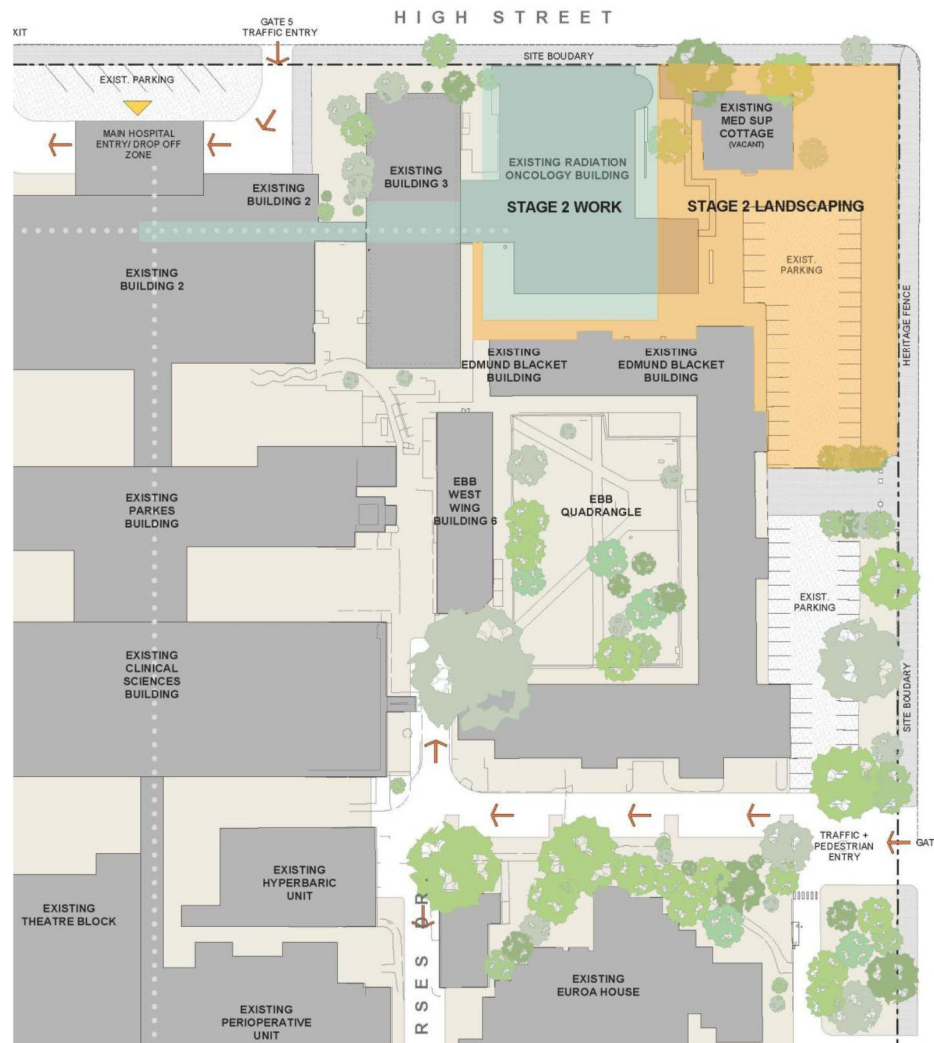 HIGH STREET
XIT
GATE 5
TRAFFIC ENTRY
SITE BOUDARY
EXIST. PARKING
MAIN HOSPITAL
ENTRY/ DROP OFF
ZONE
EXISTING
BUILDING 2
EXISTING
BUILDING 3
EXISTING RADIATION
ONCOLOGY BUILDING
STAGE 2 WORK
EXISTING
MED SUP
COTTAGE
(VACANT)
STAGE 2 LANDSCAPING
EXIST.
PARKING
HERITAGE FENCE
EXISTING
BUILDING 2
EXISTING
EDMUND BLACKET
BUILDING
EXISTING
EDMUND BLACKET
BUILDING
EXISTING
PARKES
BUILDING
EBB
WEST
WING
BUILDING 6
EBB
QUADRANGLE
EXIST.
PARKING
SITE BOUDARY
EXISTING
CLINICAL
SCIENCES
BUILDING
TRAFFIC +
PEDESTRIAN
ENTRY
GAT
EXISTING
HYPERBARIC
UNIT
EXISTING
THEATRE BLOCK
RSES DR
EXISTING
EUROA HOUSE
EXISTING
PERIOPERATIVE
UNIT